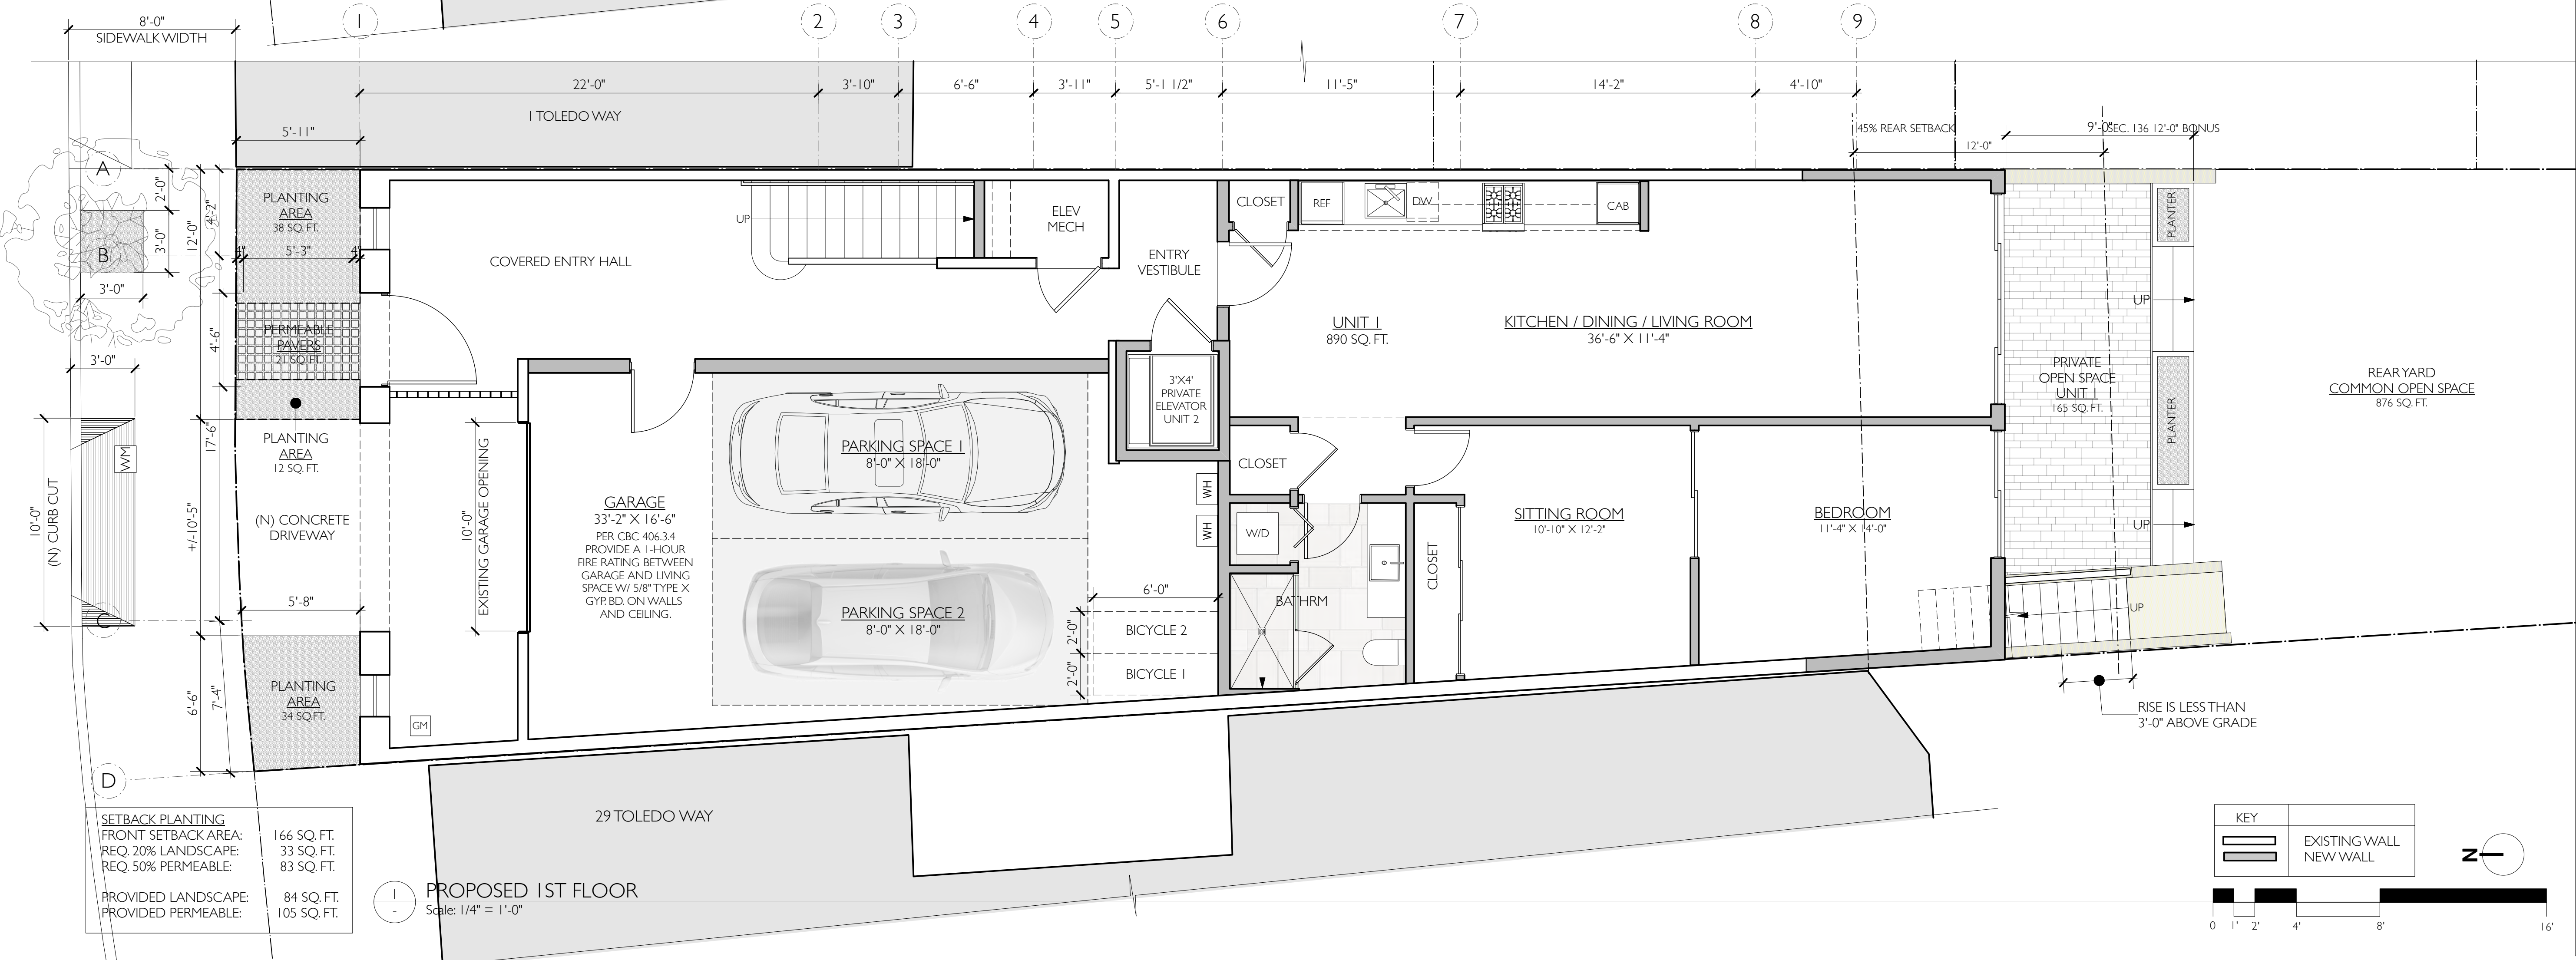 8'-0"
SIDEWALK WIDTH
1
2
3
4
5
6
7
8
9
22'-0"
3'-10"
6'-6"
3'-11"
5'-1 1/2"
11'-5"
14'-2"
4'-10"
1 TOLEDO WAY
5'-11"
45% REAR SETBACK
9'-0"
SEC. 136 12'-0" BONUS
12'-0"
A
B
C
D
2'-0"
3'-0"
3'-0"
12'-0"
4'-2"
4"
5'-3"
4"
4'-6"
3'-0"
17'-6"
+/-10'-5"
10'-0"
(N) CURB CUT
WM
5'-8"
6'-6"
7'-4"
PLANTING
AREA
38 SQ. FT.
PERMEABLE
PAVERS
21 SQ. FT.
PLANTING
AREA
12 SQ. FT.
(N) CONCRETE
DRIVEWAY
PLANTING
AREA
34 SQ.FT.
GM
COVERED ENTRY HALL
UP
ELEV
MECH
ENTRY
VESTIBULE
10'-0"
EXISTING GARAGE OPENING
GARAGE
33'-2" X 16'-6"
PER CBC 406.3.4
PROVIDE A 1-HOUR
FIRE RATING BETWEEN
GARAGE AND LIVING
SPACE W/ 5/8" TYPE X
GYP. BD. ON WALLS
AND CEILING.
PARKING SPACE 1
8'-0" X 18'-0"
PARKING SPACE 2
8'-0" X 18'-0"
3'X4'
PRIVATE
ELEVATOR
UNIT 2
WH
WH
6'-0"
2'-0"
2'-0"
BICYCLE 2
BICYCLE 1
CLOSET
REF
DW
CAB
UNIT 1
890 SQ. FT.
KITCHEN / DINING / LIVING ROOM
36'-6" X 11'-4"
CLOSET
W/D
BATHRM
CLOSET
SITTING ROOM
10'-10" X 12'-2"
BEDROOM
11'-4" X 14'-0"
PLANTER
UP
PRIVATE
OPEN SPACE
UNIT 1
165 SQ. FT.
PLANTER
UP
UP
REAR YARD
COMMON OPEN SPACE
876 SQ. FT.
RISE IS LESS THAN
3'-0" ABOVE GRADE
29 TOLEDO WAY
SETBACK PLANTING
FRONT SETBACK AREA: 166 SQ. FT.
REQ. 20% LANDSCAPE: 33 SQ. FT.
REQ. 50% PERMEABLE: 83 SQ. FT.
PROVIDED LANDSCAPE: 84 SQ. FT.
PROVIDED PERMEABLE: 105 SQ. FT.
1
-
PROPOSED 1ST FLOOR
Scale: 1/4" = 1'-0"
KEY
EXISTING WALL
NEW WALL
N
0 1' 2' 4' 8' 16'